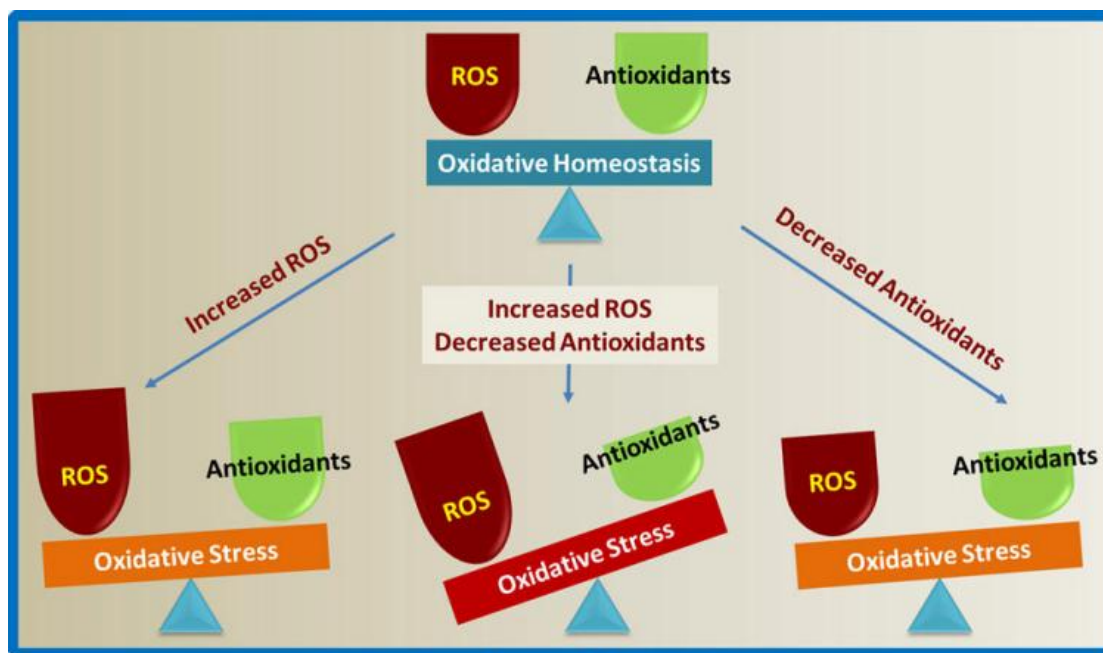 ROS
Antioxidants
Oxidative Homeostasis
Increased ROS
Increased ROS
Decreased Antioxidants
Decreased Antioxidants
ROS
Antioxidants
Oxidative Stress
ROS
Antioxidants
Oxidative Stress
ROS
Antioxidants
Oxidative Stress